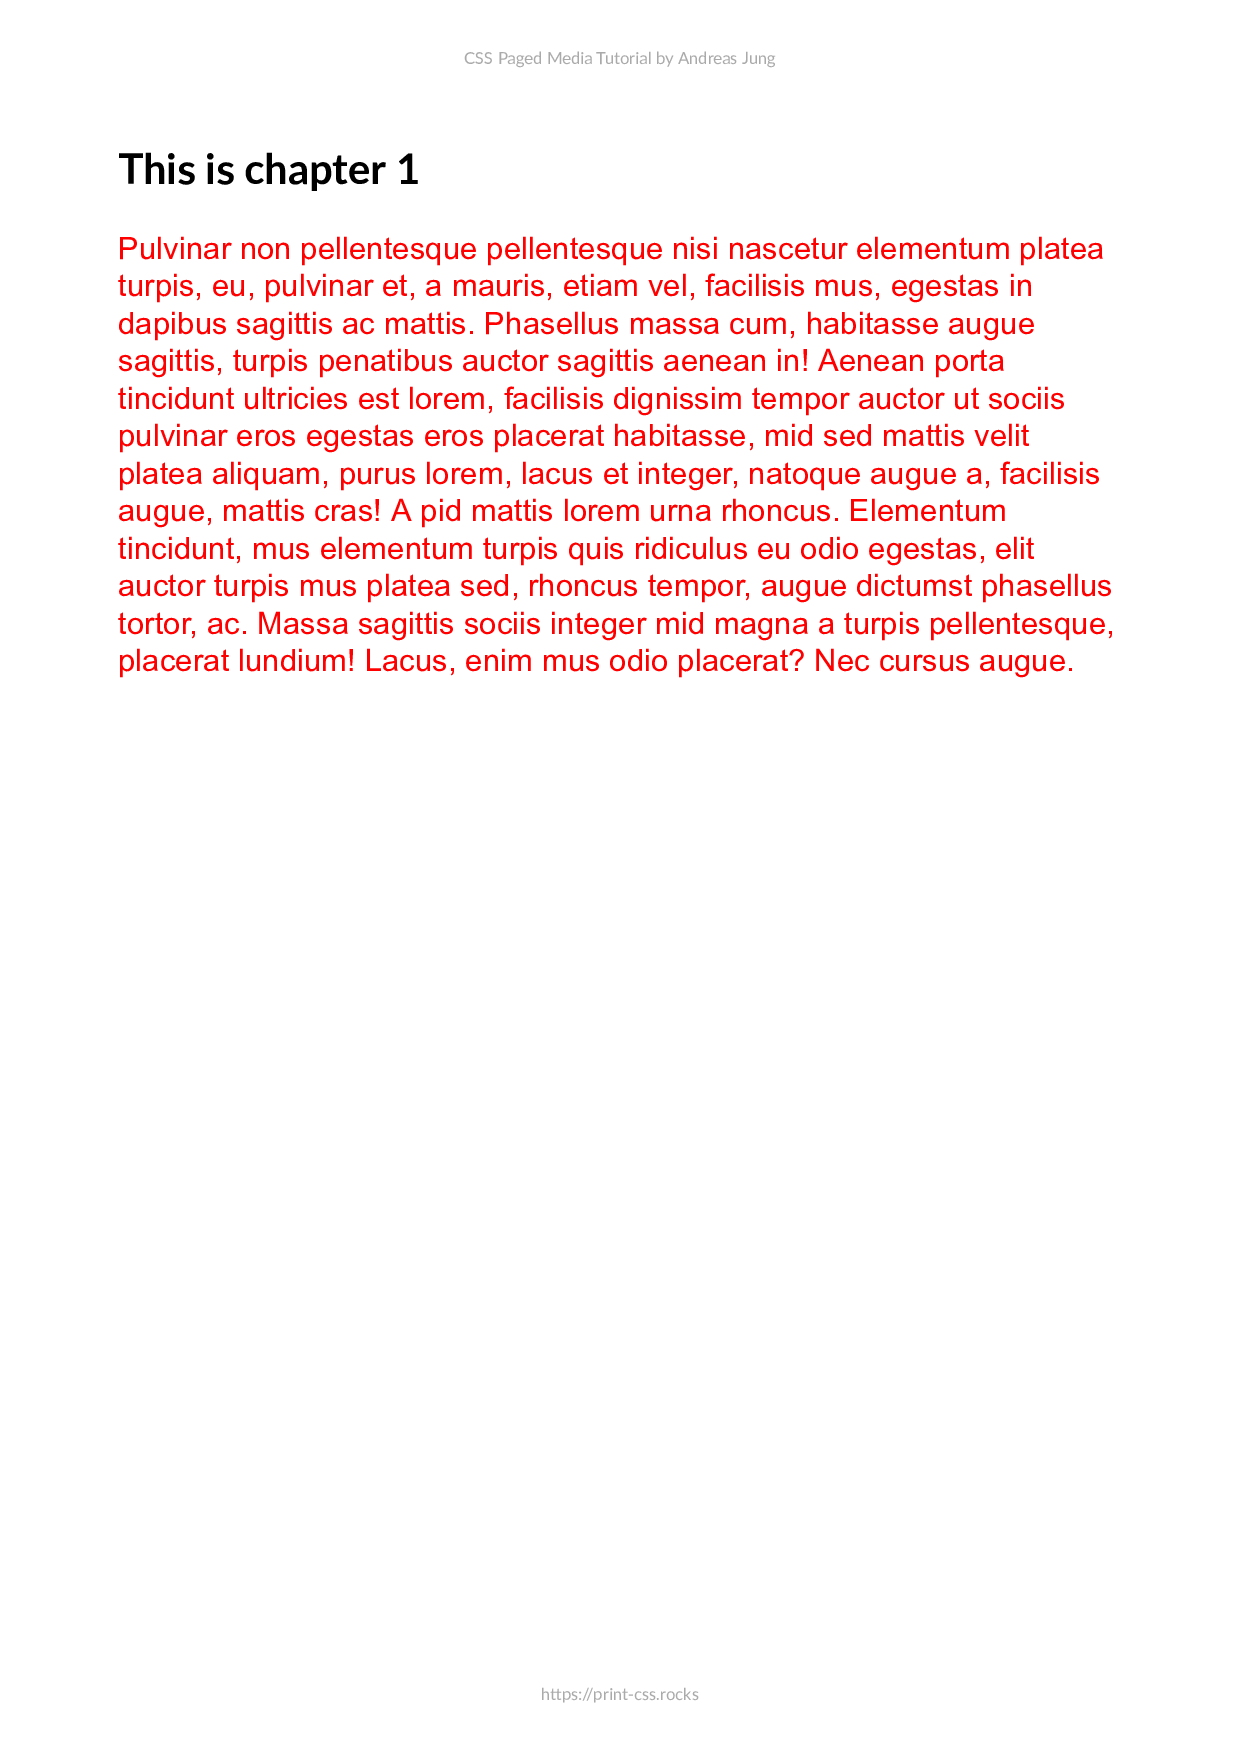 CSS Paged Media Tutorial by Andreas Jung
This is chapter 1
Pulvinar non pellentesque pellentesque nisi nascetur elementum platea
turpis, eu, pulvinar et, a mauris, etiam vel, facilisis mus, egestas in
dapibus sagittis ac mattis. Phasellus massa cum, habitasse augue
sagittis, turpis penatibus auctor sagittis aenean in! Aenean porta
tincidunt ultricies est lorem, facilisis dignissim tempor auctor ut sociis
pulvinar eros egestas eros placerat habitasse, mid sed mattis velit
platea aliquam, purus lorem, lacus et integer, natoque augue a, facilisis
augue, mattis cras! A pid mattis lorem urna rhoncus. Elementum
tincidunt, mus elementum turpis quis ridiculus eu odio egestas, elit
auctor turpis mus platea sed, rhoncus tempor, augue dictumst phasellus
tortor, ac. Massa sagittis sociis integer mid magna a turpis pellentesque,
placerat lundium! Lacus, enim mus odio placerat? Nec cursus augue.
https://print-css.rocks